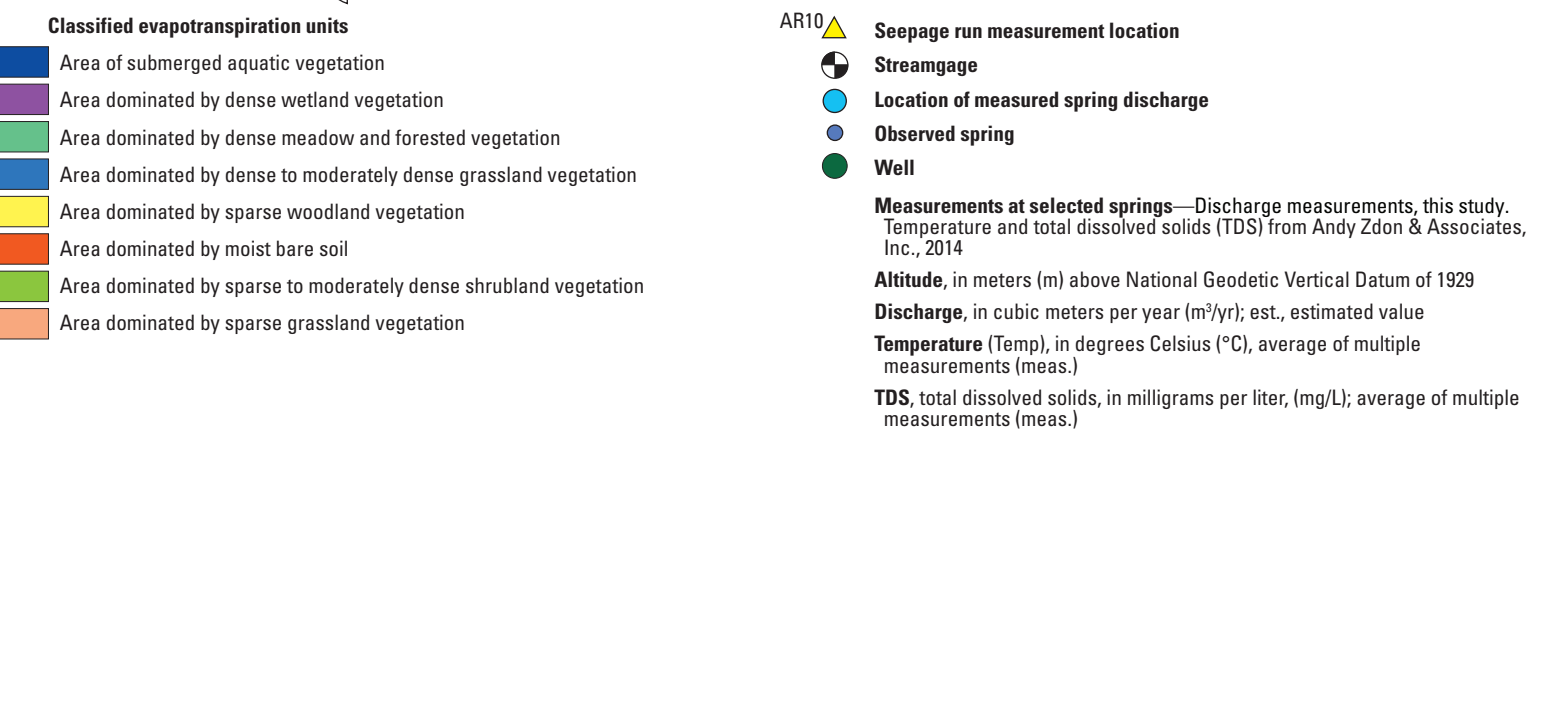 Classified evapotranspiration units
Area of submerged aquatic vegetation
Area dominated by dense wetland vegetation
Area dominated by dense meadow and forested vegetation
Area dominated by dense to moderately dense grassland vegetation
Area dominated by sparse woodland vegetation
Area dominated by moist bare soil
Area dominated by sparse to moderately dense shrubland vegetation
Area dominated by sparse grassland vegetation
AR10 Seepage run measurement location
Streamgage
Location of measured spring discharge
Observed spring
Well
Measurements at selected springs—Discharge measurements, this study.
Temperature and total dissolved solids (TDS) from Andy Zdon & Associates,
Inc., 2014
Altitude, in meters (m) above National Geodetic Vertical Datum of 1929
Discharge, in cubic meters per year (m³/yr); est., estimated value
Temperature (Temp), in degrees Celsius (°C), average of multiple
measurements (meas.)
TDS, total dissolved solids, in milligrams per liter, (mg/L); average of multiple
measurements (meas.)